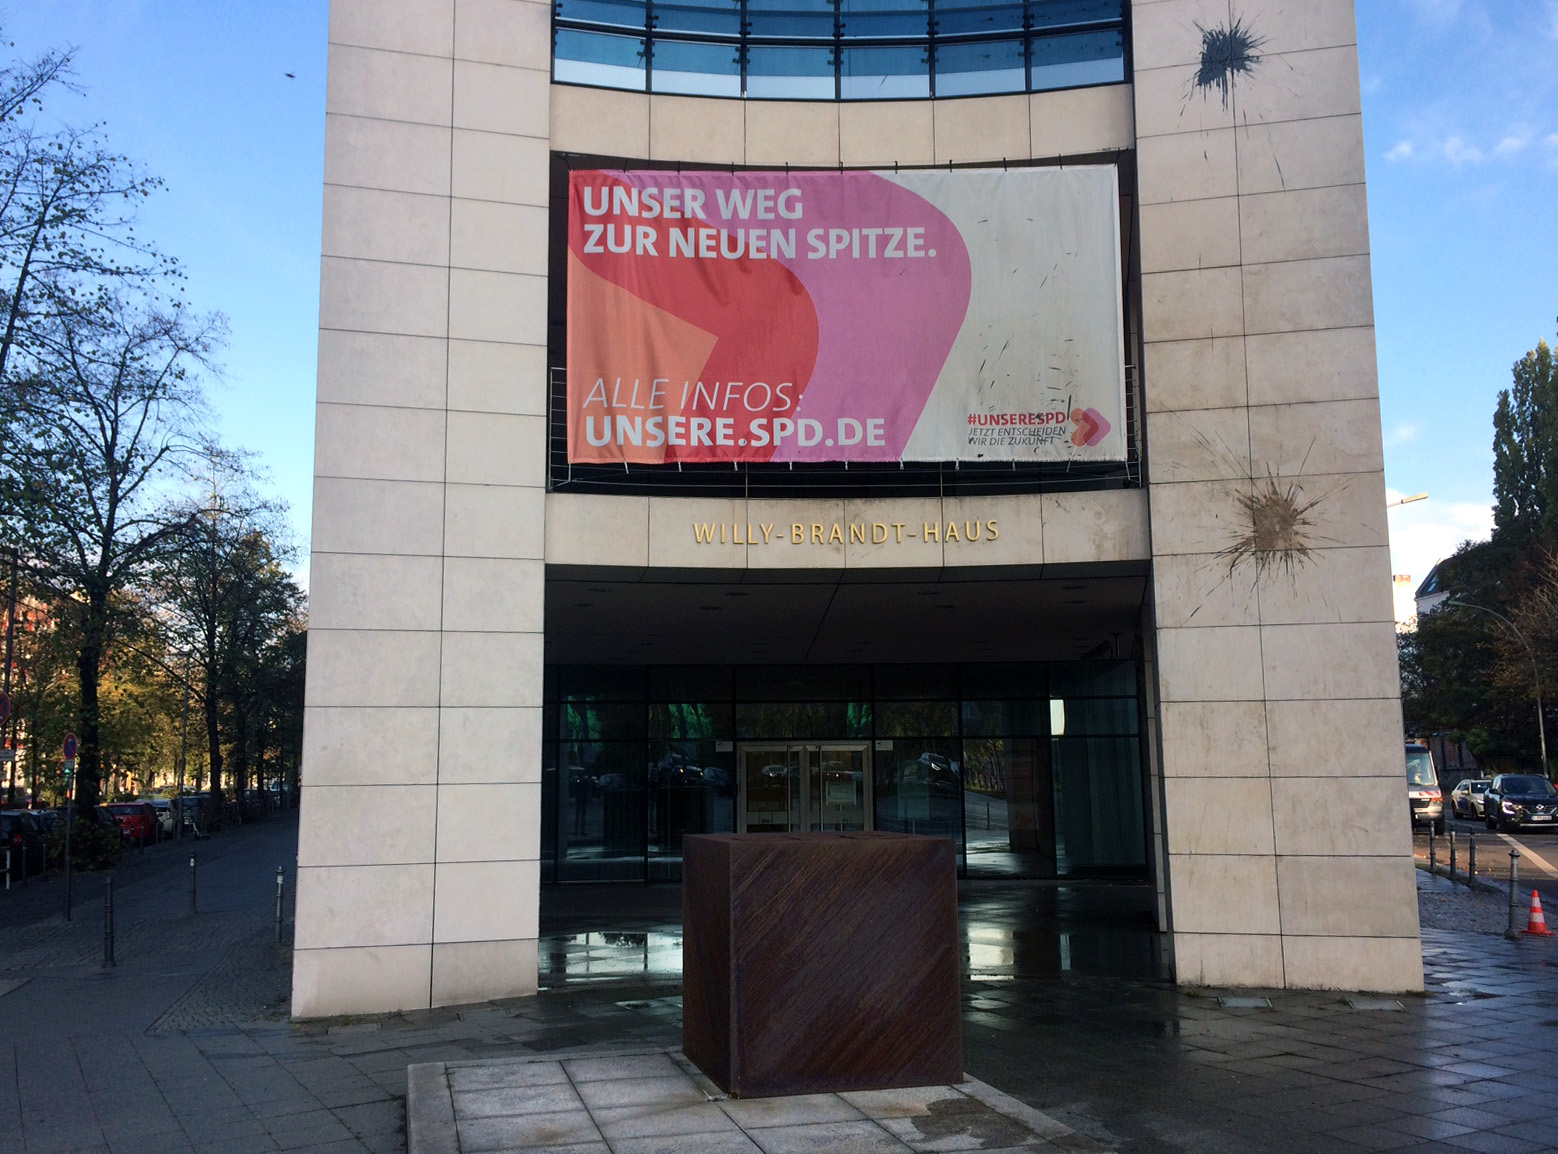 UNSER WEG
ZUR NEUEN SPITZE.
ALLE INFOS:
UNSERE.SPD.DE
#UNSERESPD
JETZT ENTSCHEIDEN
WIR DIE ZUKUNFT
WILLY-BRANDT-HAUS